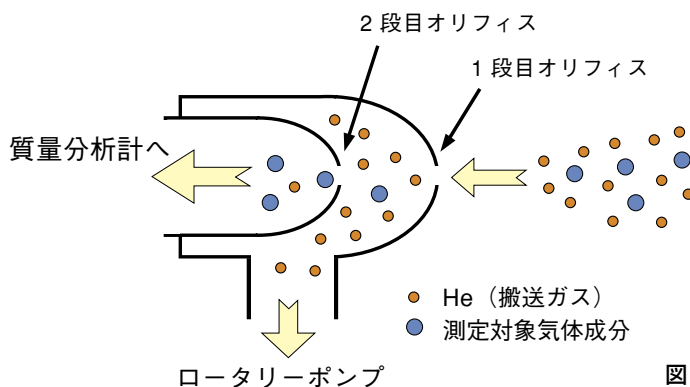 2 段目オリフィス
1 段目オリフィス
質量分析計へ
He（搬送ガス）
測定対象気体成分
ロータリーポンプ
図